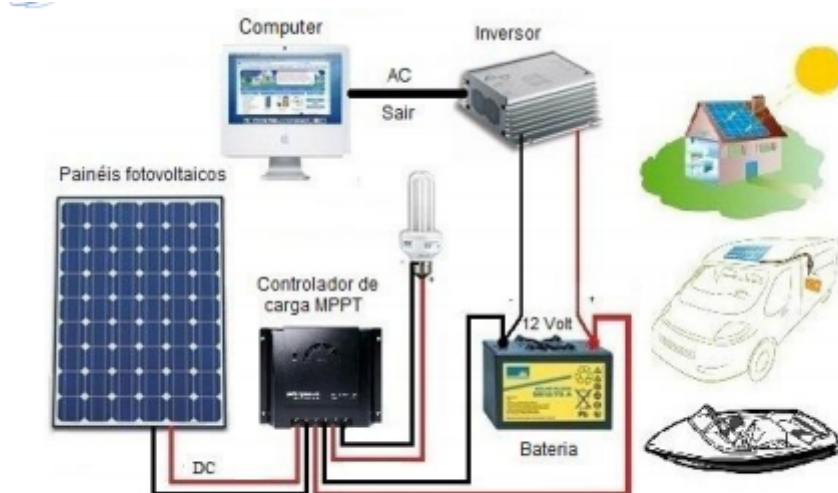 Computer
Inversor
AC
Sair
Painéis fotovoltaicos
Controlador de
carga MPPT
- +
12 Volt
DC
Bateria